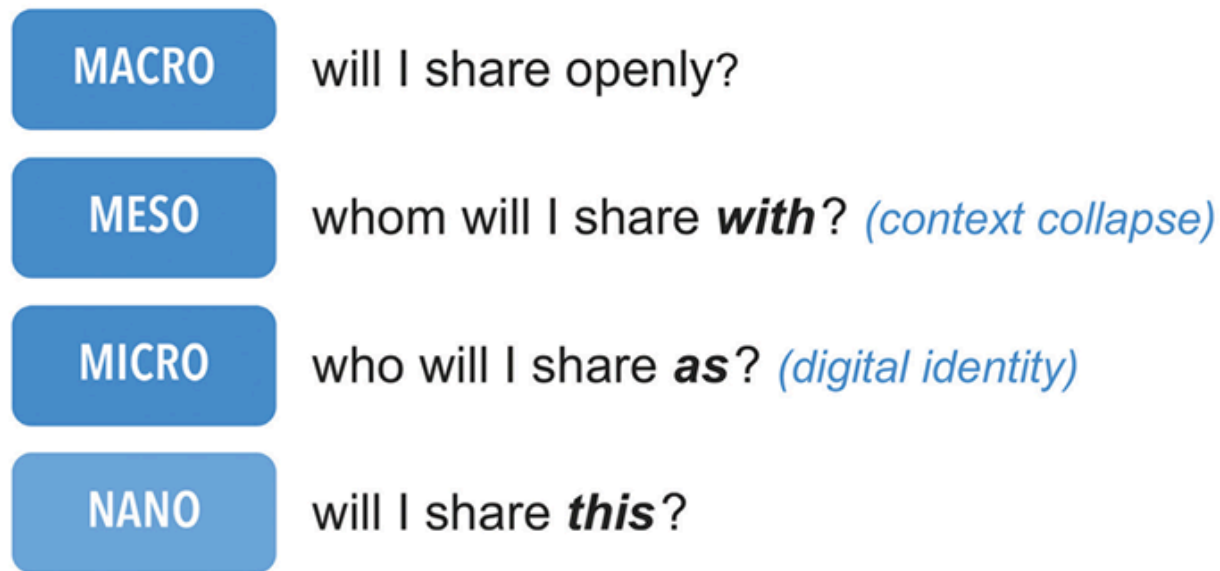 MACRO will I share openly?
MESO whom will I share with? (context collapse)
MICRO who will I share as? (digital identity)
NANO will I share this?